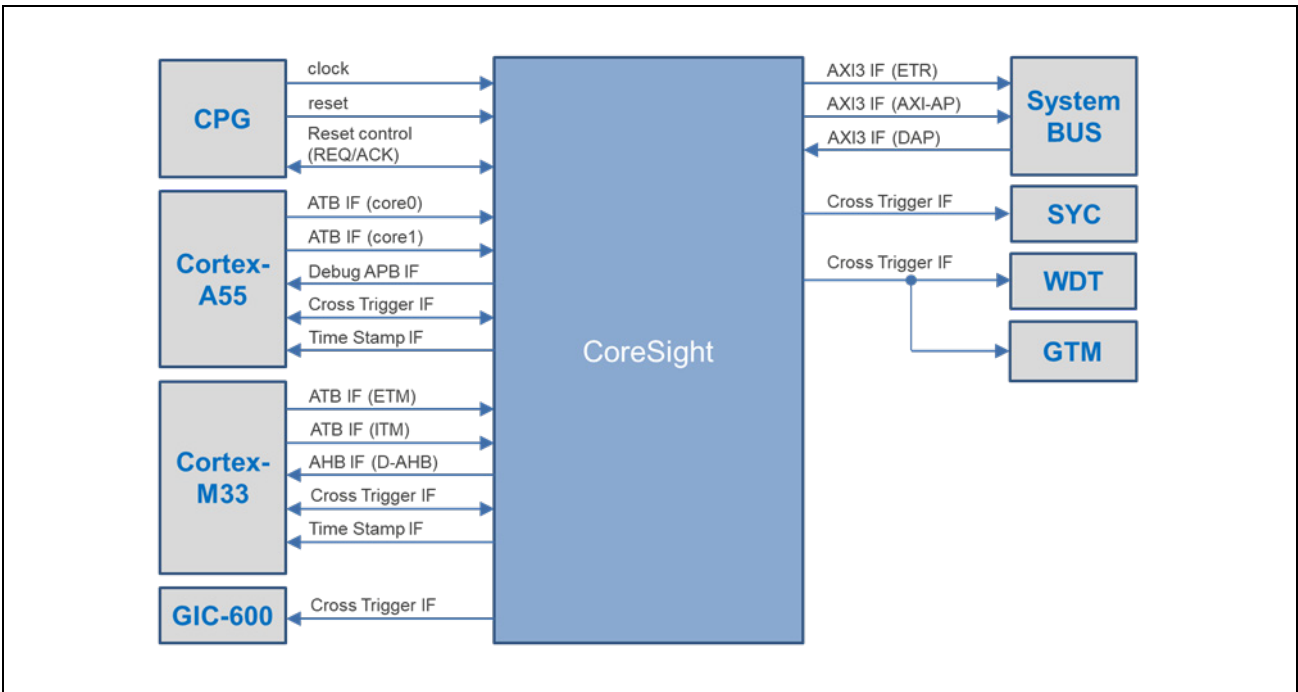 CPG
clock
reset
Reset control
(REQ/ACK)
Cortex-
A55
ATB IF (core0)
ATB IF (core1)
Debug APB IF
Cross Trigger IF
Time Stamp IF
Cortex-
M33
ATB IF (ETM)
ATB IF (ITM)
AHB IF (D-AHB)
Cross Trigger IF
Time Stamp IF
GIC-600
Cross Trigger IF
CoreSight
AXI3 IF (ETR)
AXI3 IF (AXI-AP)
AXI3 IF (DAP)
System
BUS
Cross Trigger IF
SYC
Cross Trigger IF
WDT
GTM